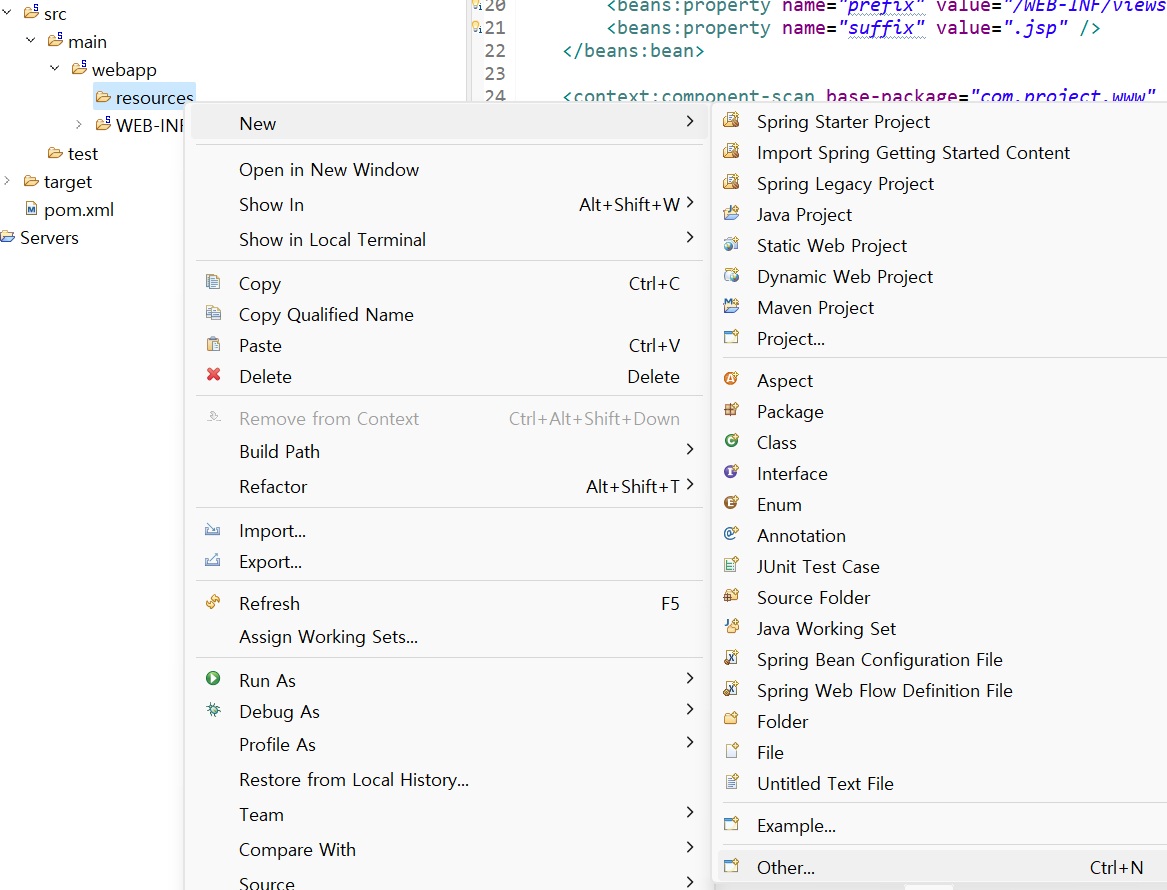 src
main
webapp
resources
WEB-INF
test
target
pom.xml
Servers
20 <beans:property name="prefix" value="/WEB-INF/views
21 <beans:property name="suffix" value=".jsp" />
22 </beans:bean>
23
24 <context:component-scan base-package="com.project.www"
New
Open in New Window
Show In Alt+Shift+W
Show in Local Terminal
Copy Ctrl+C
Copy Qualified Name
Paste Ctrl+V
Delete Delete
Remove from Context Ctrl+Alt+Shift+Down
Build Path
Refactor Alt+Shift+T
Import...
Export...
Refresh F5
Assign Working Sets...
Run As
Debug As
Profile As
Restore from Local History...
Team
Compare With
Source
Spring Starter Project
Import Spring Getting Started Content
Spring Legacy Project
Java Project
Static Web Project
Dynamic Web Project
Maven Project
Project...
Aspect
Package
Class
Interface
Enum
Annotation
JUnit Test Case
Source Folder
Java Working Set
Spring Bean Configuration File
Spring Web Flow Definition File
Folder
File
Untitled Text File
Example...
Other... Ctrl+N